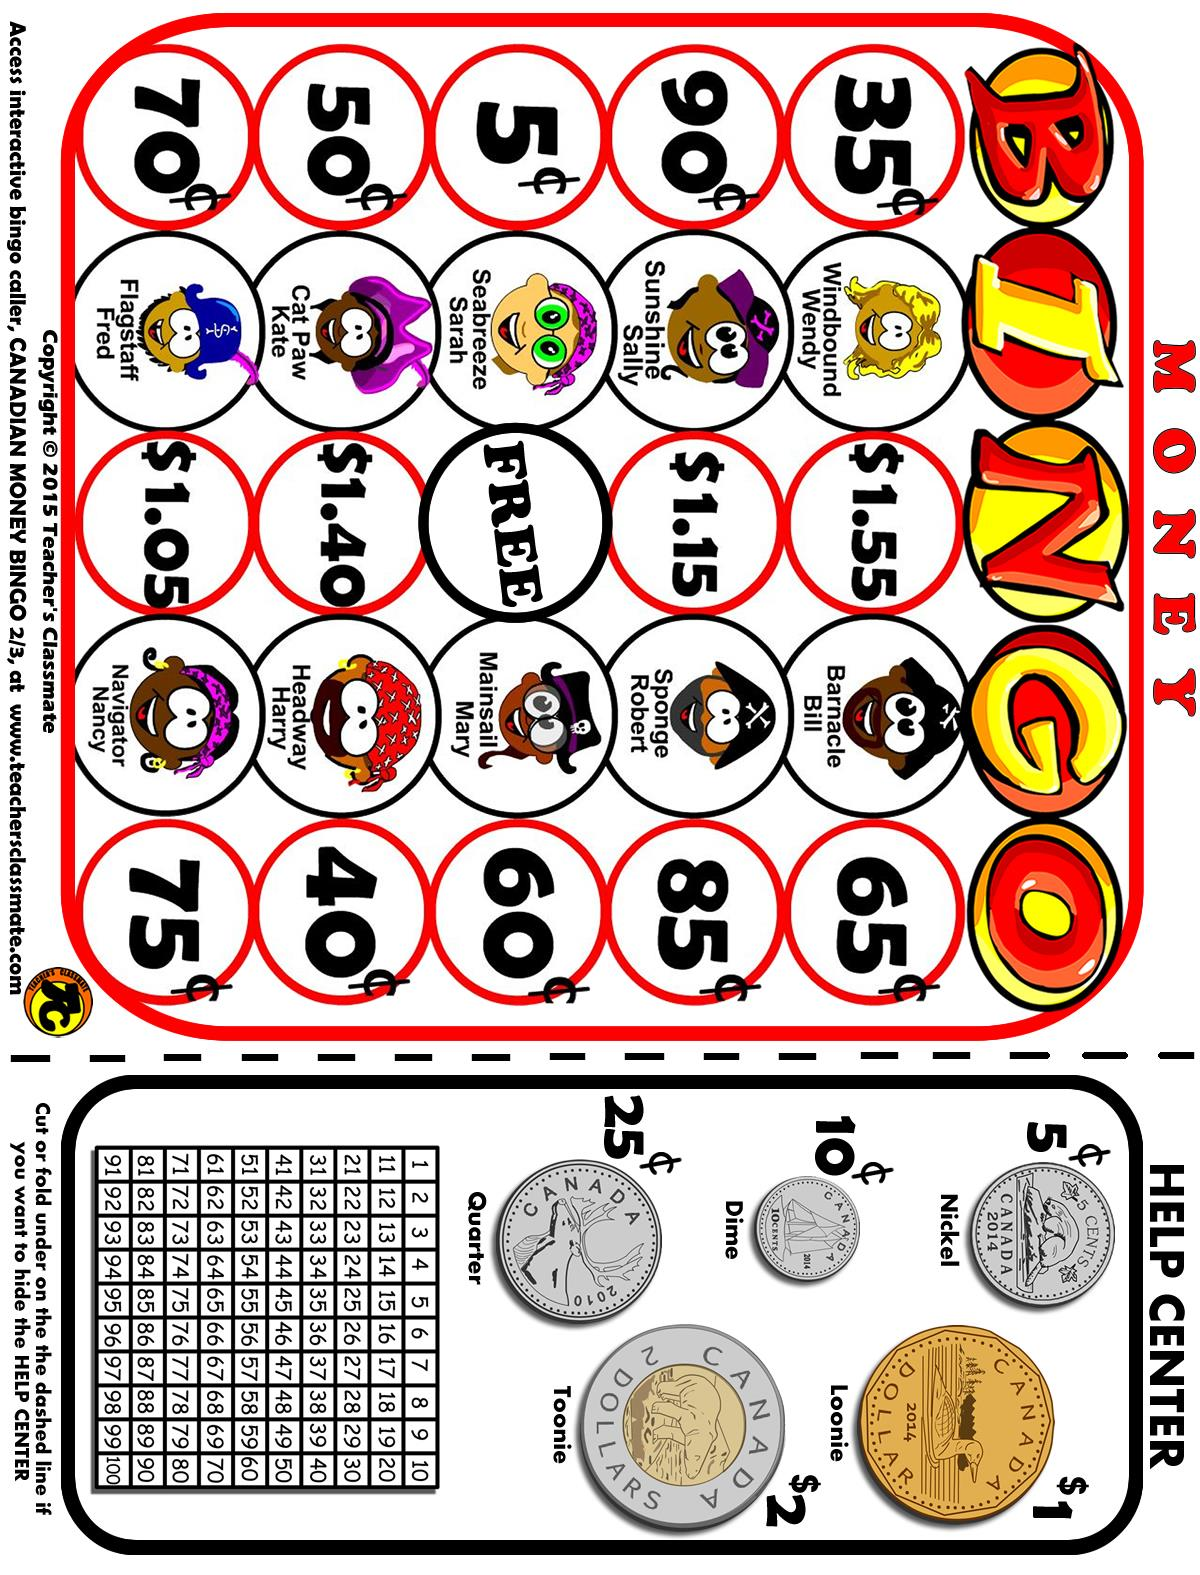 MONEY
BINGO
35¢
Windbound
Wendy
$1.55
Barnacle
Bill
65¢
90¢
Sunshine
Sally
$1.15
Sponge
Robert
85¢
5¢
Seabreeze
Sarah
FREE
Mainsail
Mary
60¢
50¢
Cat Paw
Kate
$1.40
Headway
Harry
40¢
70¢
Flagstaff
Fred
$1.05
Navigator
Nancy
75¢
Copyright © 2015 Teacher's Classmate
Access interactive bingo caller, CANADIAN MONEY BINGO 2/3, at www.teachersclassmate.com
TEACHER'S CLASSMATE
TC
HELP CENTER
5¢
5 CENTS
CANADA
2014
Nickel
$1
CANADA
2014
DOLLAR
Loonie
10¢
CANADA
10 CENTS
2014
Dime
$2
CANADA
2 DOLLARS
Toonie
25¢
CANADA
2010
Quarter
1 2 3 4 5 6 7 8 9 10
11 12 13 14 15 16 17 18 19 20
21 22 23 24 25 26 27 28 29 30
31 32 33 34 35 36 37 38 39 40
41 42 43 44 45 46 47 48 49 50
51 52 53 54 55 56 57 58 59 60
61 62 63 64 65 66 67 68 69 70
71 72 73 74 75 76 77 78 79 80
81 82 83 84 85 86 87 88 89 90
91 92 93 94 95 96 97 98 99 100
Cut or fold under on the the dashed line if
you want to hide the HELP CENTER